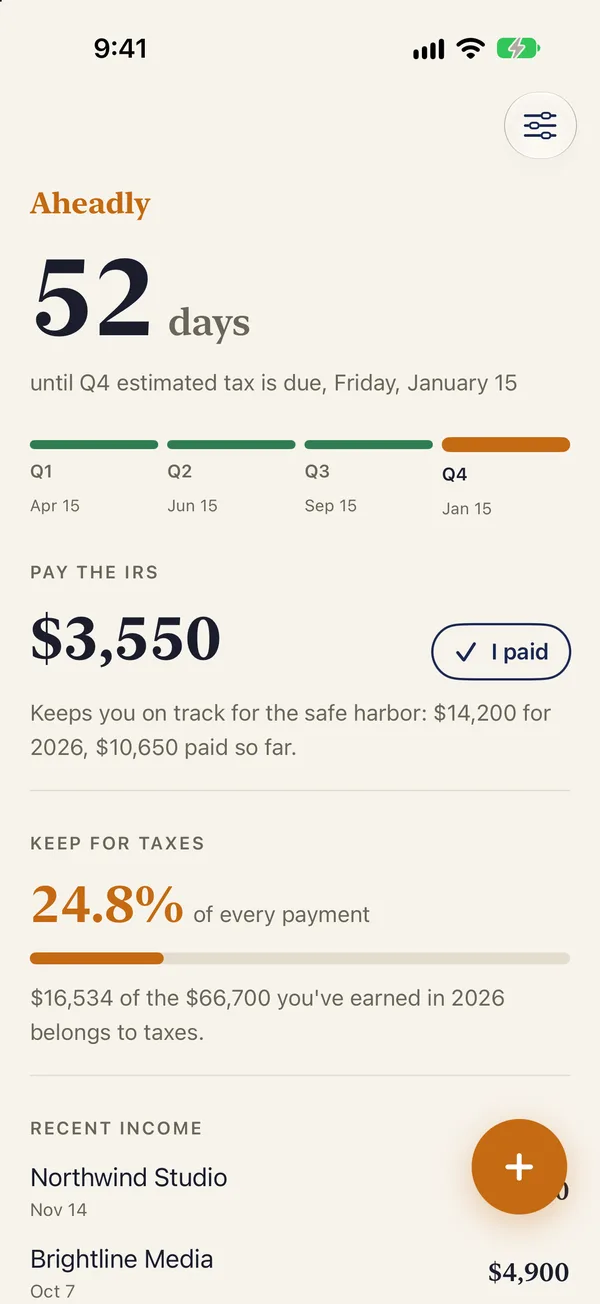 9:41
Aheadly
52 days
until Q4 estimated tax is due, Friday, January 15
Q1 Q2 Q3 Q4
Apr 15 Jun 15 Sep 15 Jan 15
PAY THE IRS
$3,550 I paid
Keeps you on track for the safe harbor: $14,200 for
2026, $10,650 paid so far.
KEEP FOR TAXES
24.8% of every payment
$16,534 of the $66,700 you've earned in 2026
belongs to taxes.
RECENT INCOME
Northwind Studio
Nov 14
Brightline Media $4,900
Oct 7